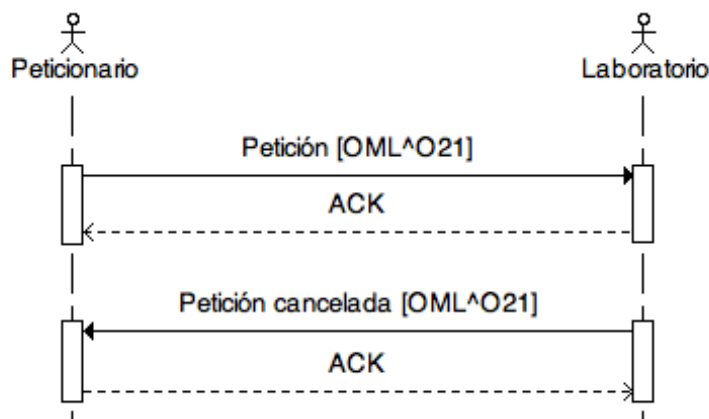 Peticionario
Laboratorio
Petición [OML^O21]
ACK
Petición cancelada [OML^O21]
ACK